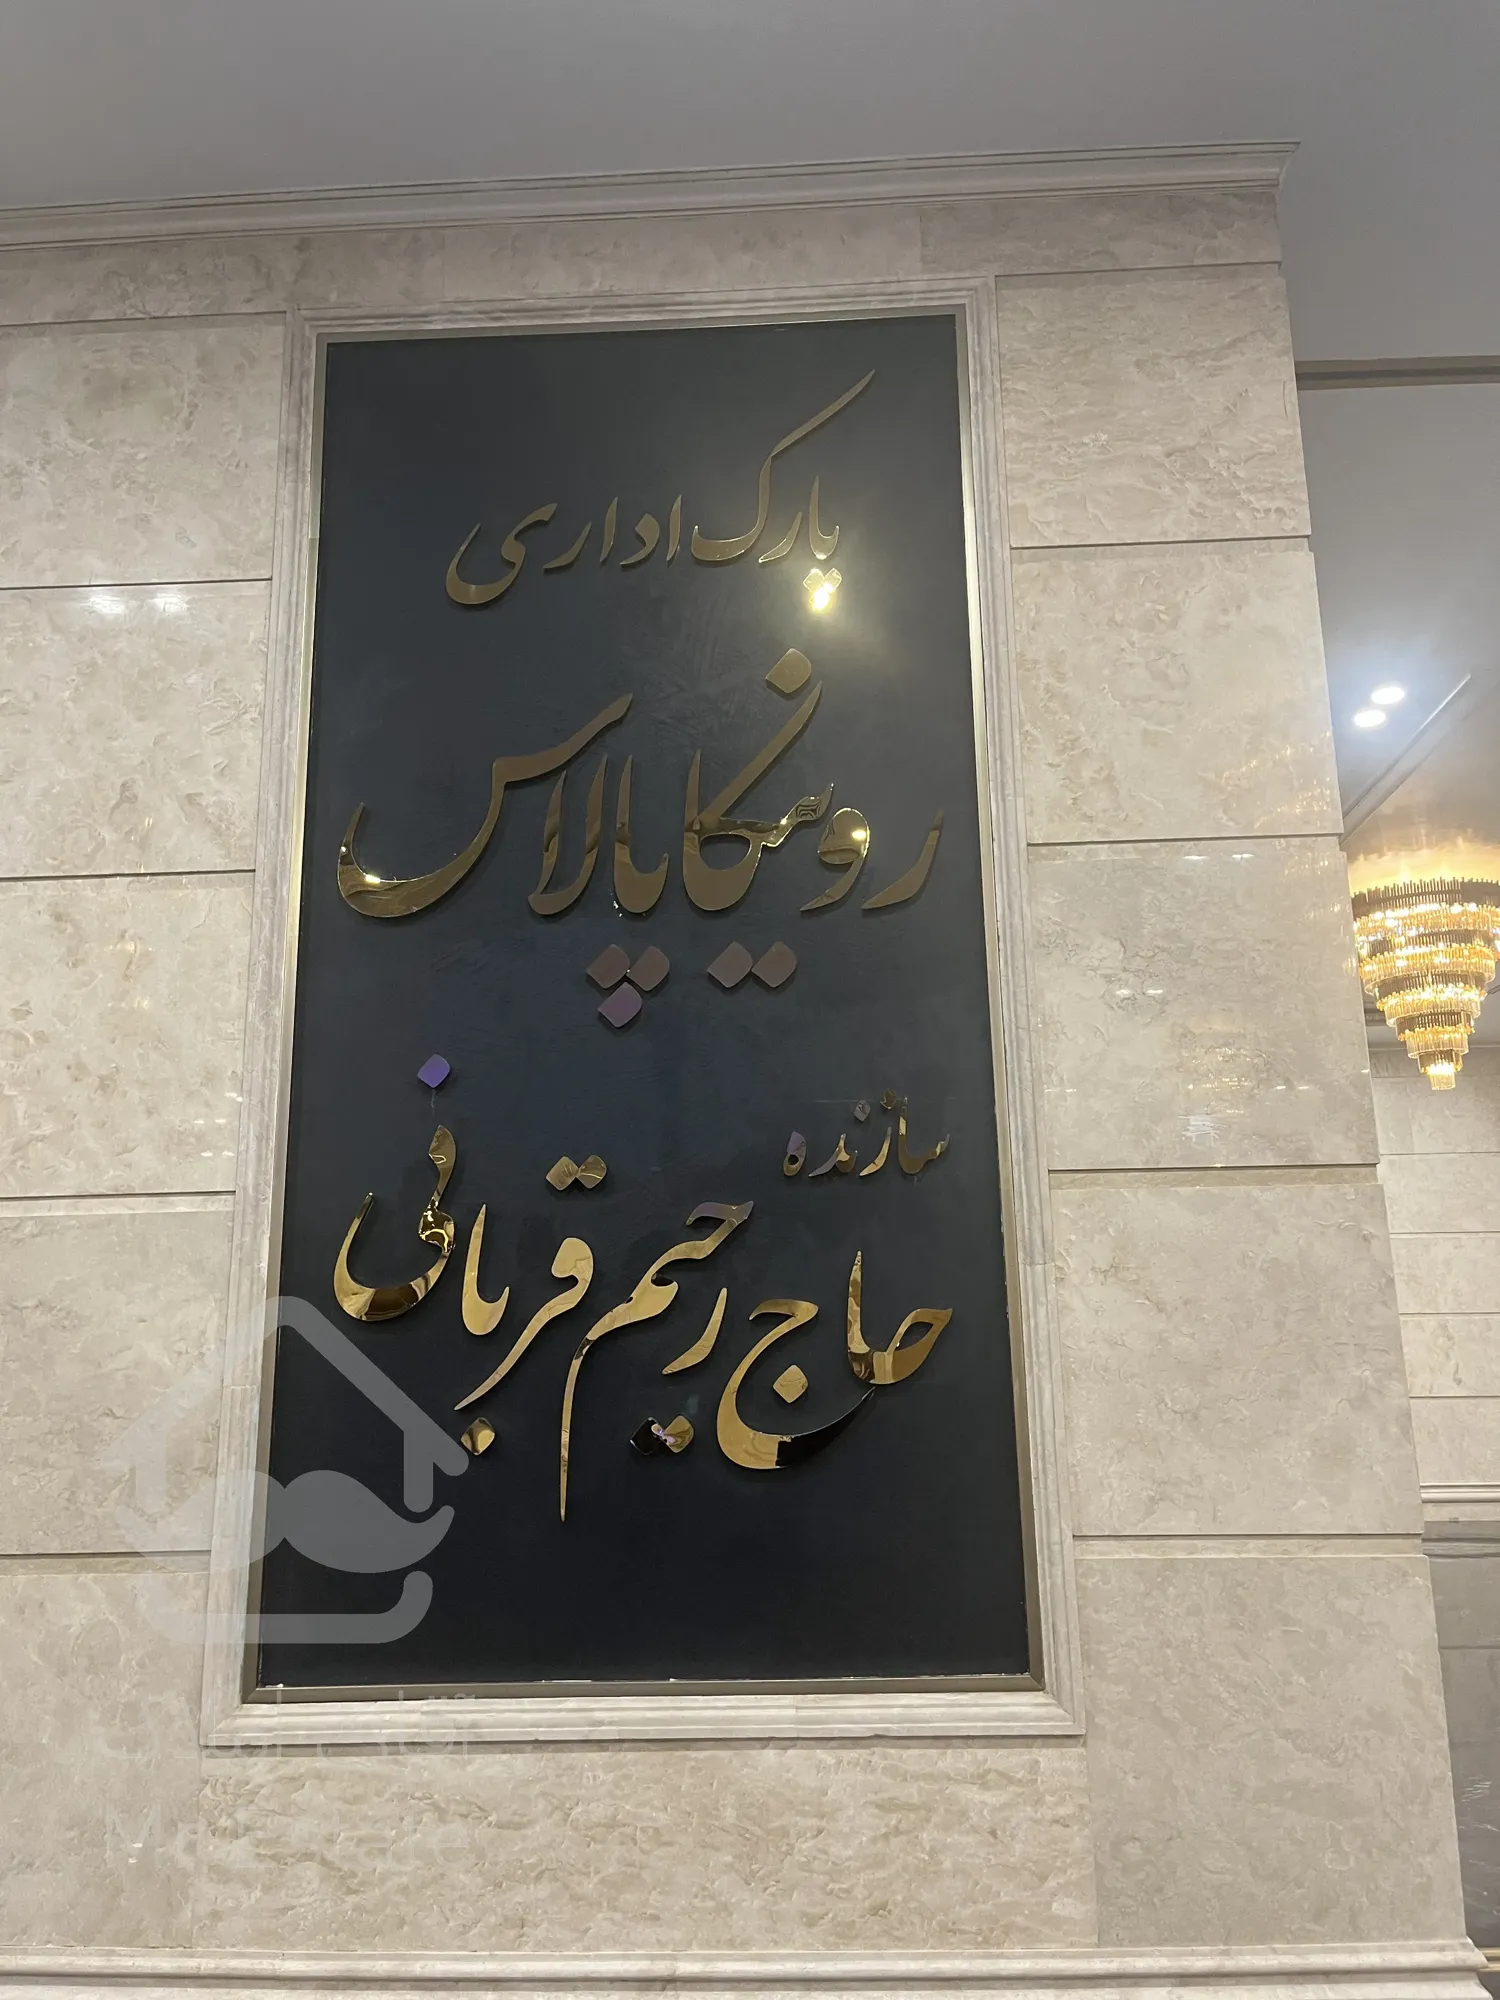 پارک اداری
رونیکا پالاس
سازنده
حاج رحیم قربانی